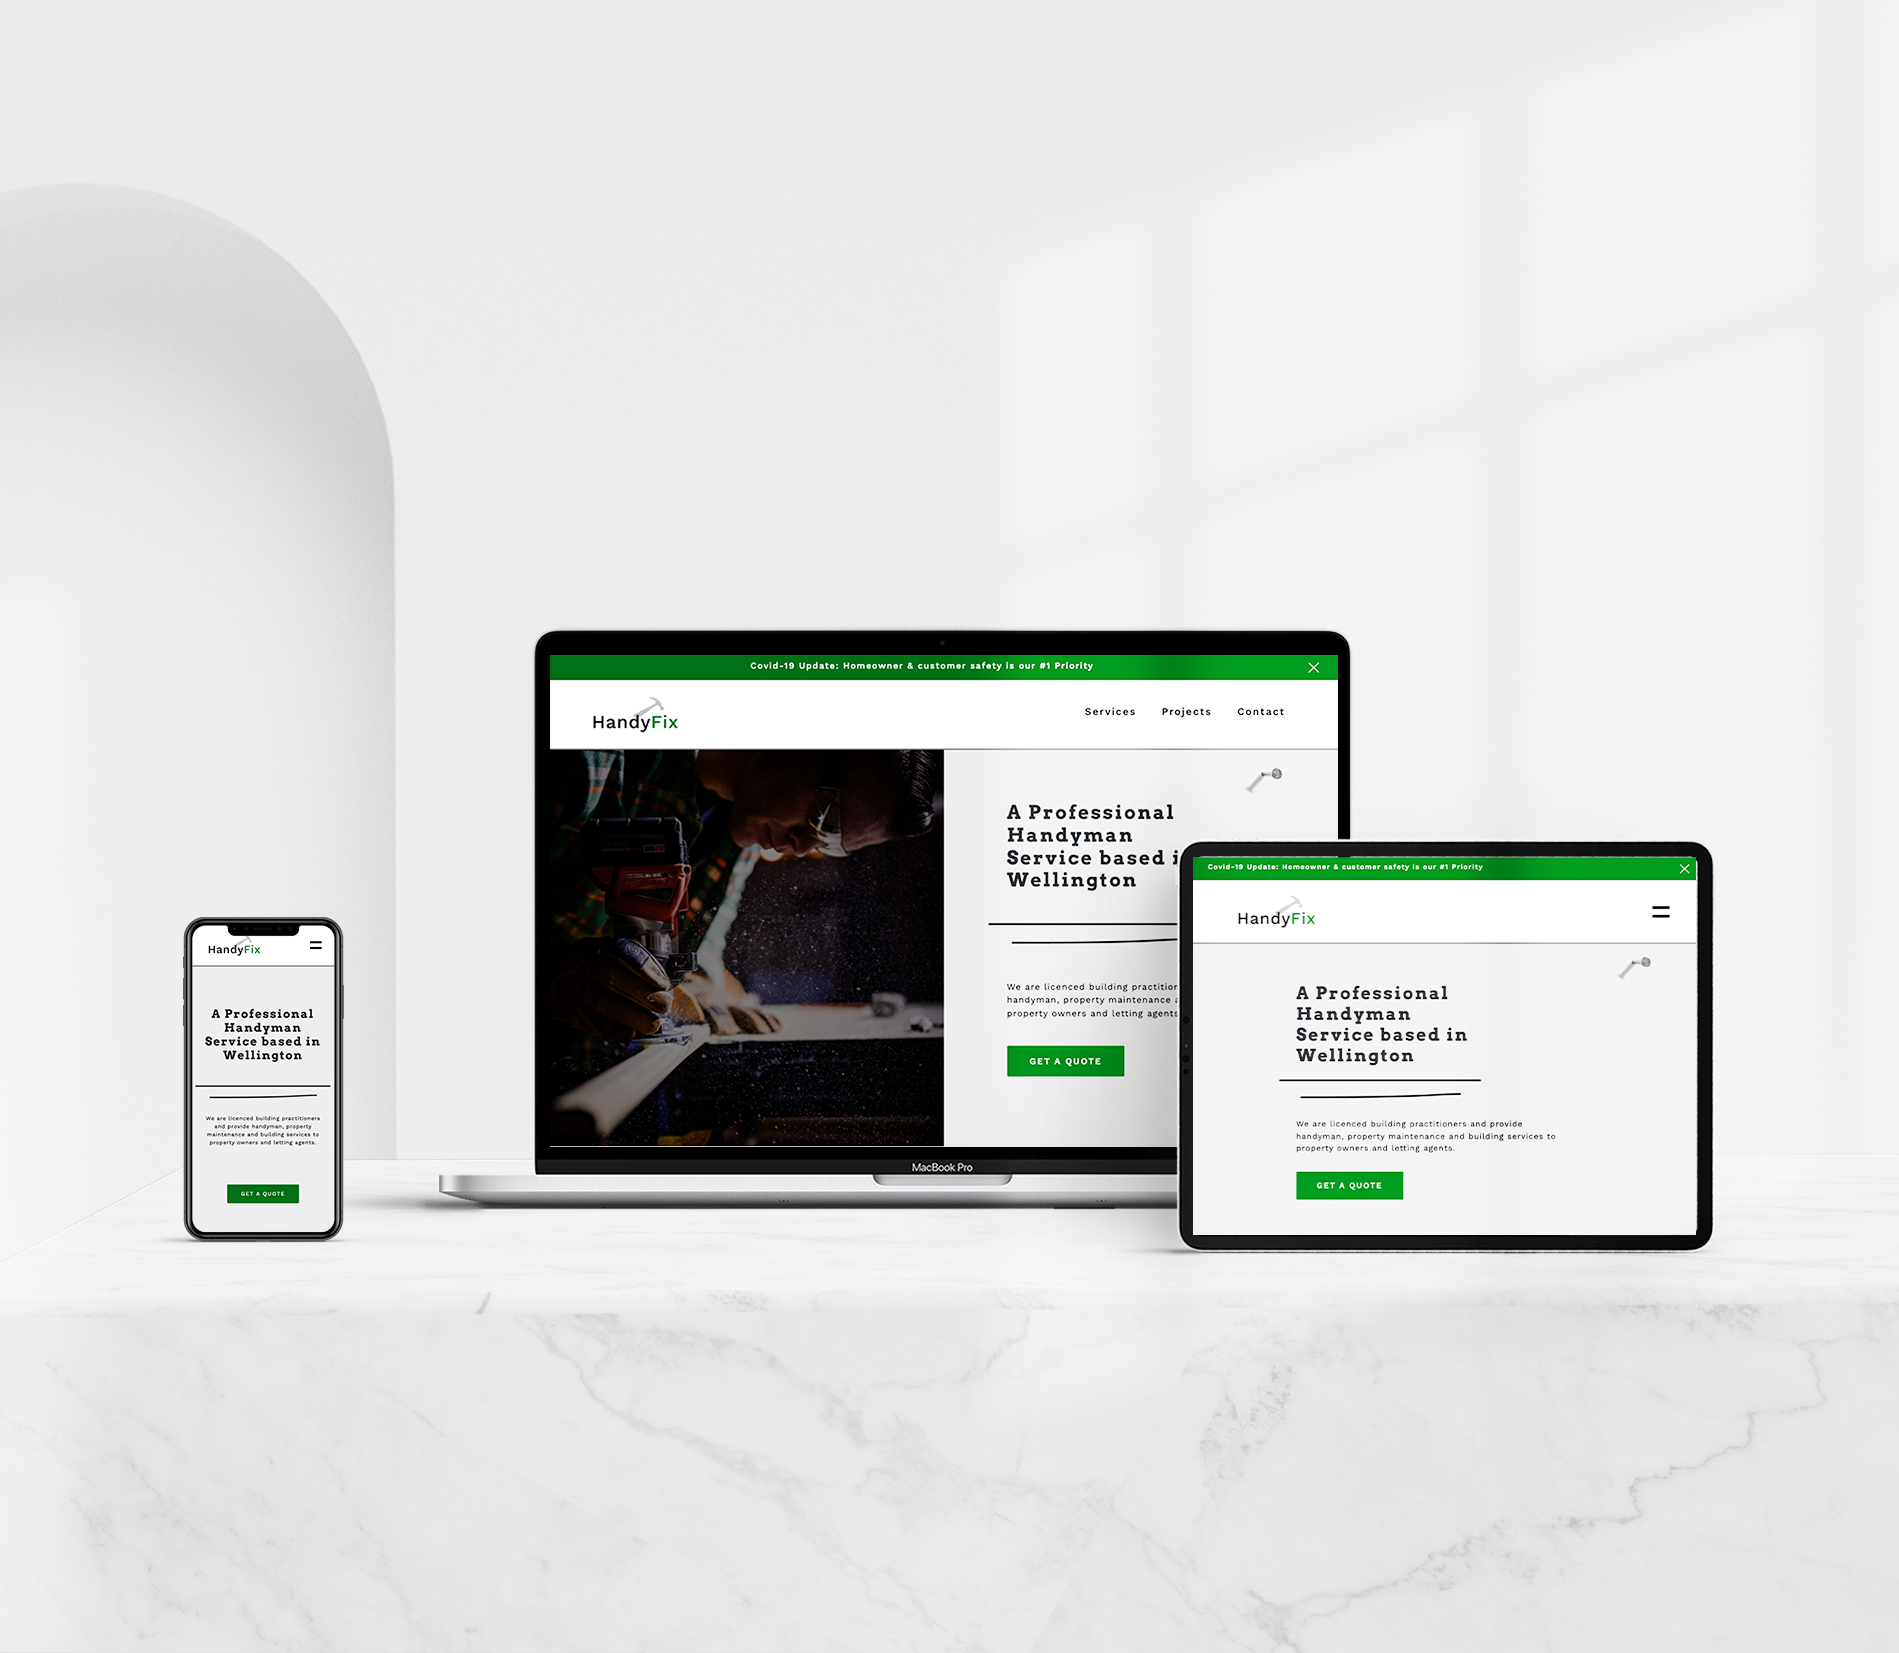 Covid-19 Update: Homeowner & customer safety is our #1 Priority
HandyFix
Services Projects Contact
A Professional
Handyman
Service based i
Wellington
We are licenced building practition
handyman, property maintenance a
property owners and letting agents
GET A QUOTE
MacBook Pro
Covid-19 Update: Homeowner & customer safety is our #1 Priority
HandyFix
A Professional
Handyman
Service based in
Wellington
We are licenced building practitioners and provide
handyman, property maintenance and building services to
property owners and letting agents.
GET A QUOTE
HandyFix
A Professional
Handyman
Service based in
Wellington
We are licenced building practitioners
and provide handyman, property
maintenance and building services to
property owners and letting agents.
GET A QUOTE